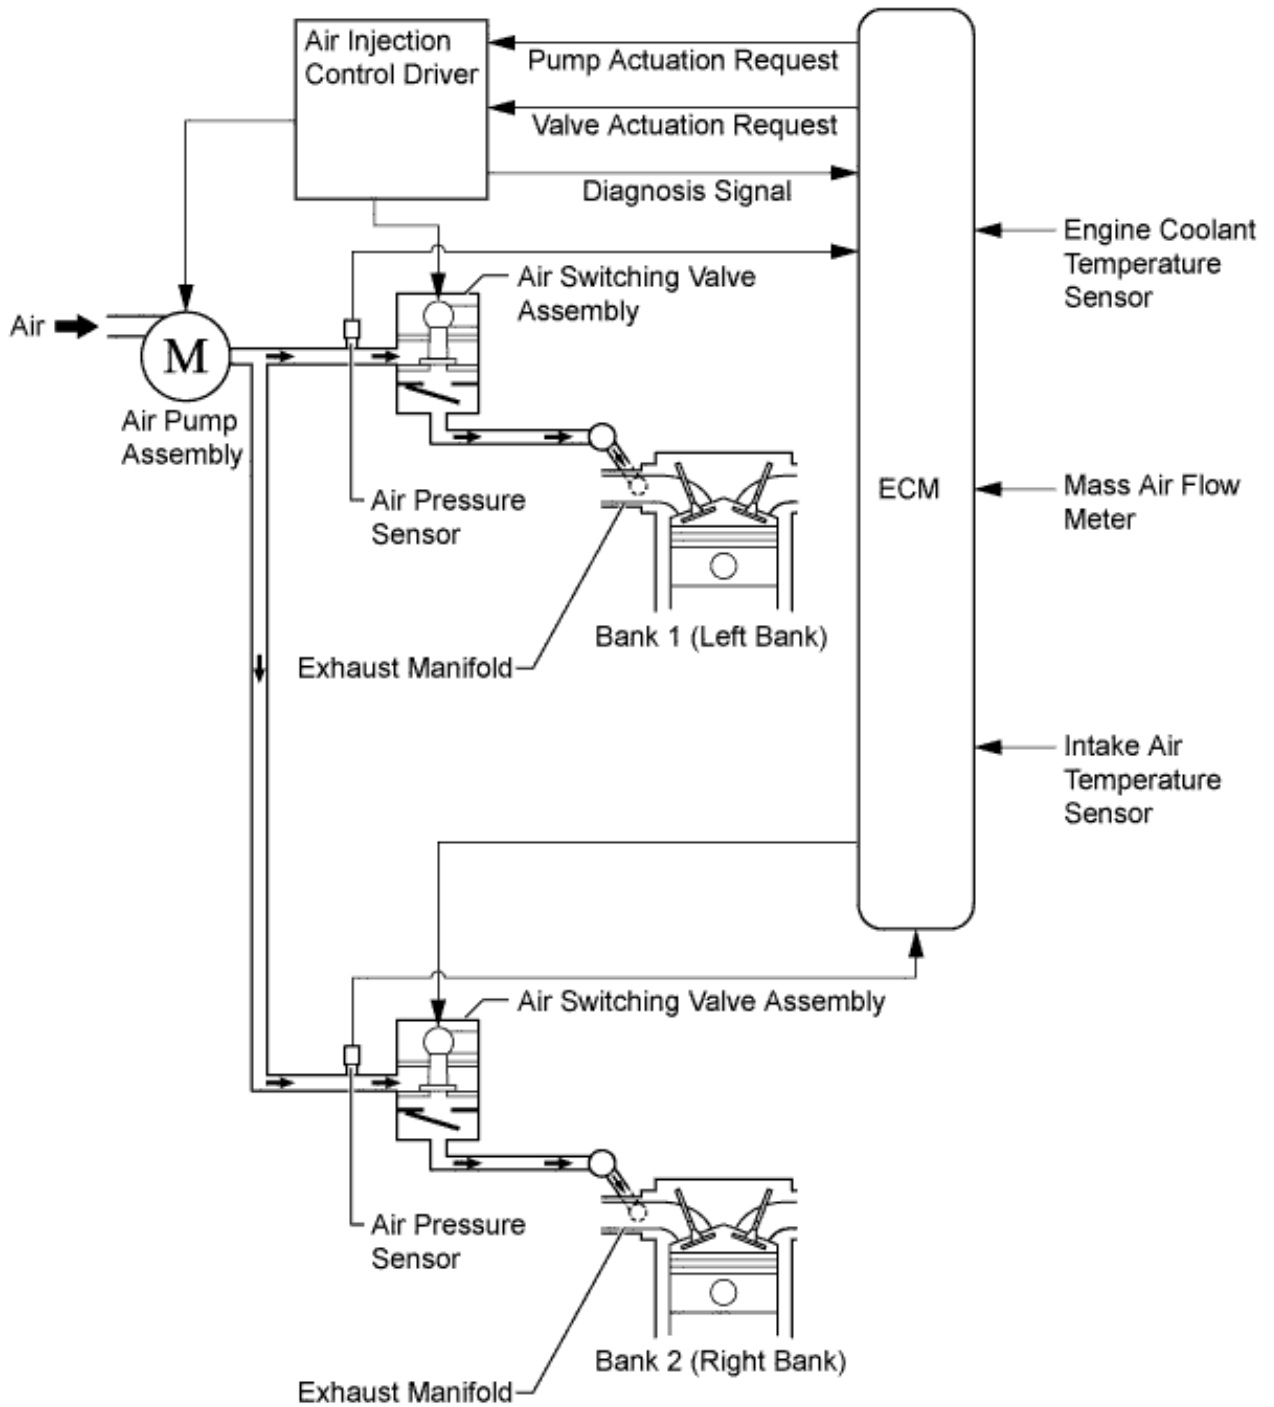 Air Injection
Control Driver
Pump Actuation Request
Valve Actuation Request
Diagnosis Signal
Engine Coolant
Temperature
Sensor
Air Switching Valve
Assembly
Air
M
Air Pump
Assembly
Air Pressure
Sensor
ECM
Mass Air Flow
Meter
Bank 1 (Left Bank)
Exhaust Manifold
Intake Air
Temperature
Sensor
Air Switching Valve Assembly
Air Pressure
Sensor
Bank 2 (Right Bank)
Exhaust Manifold